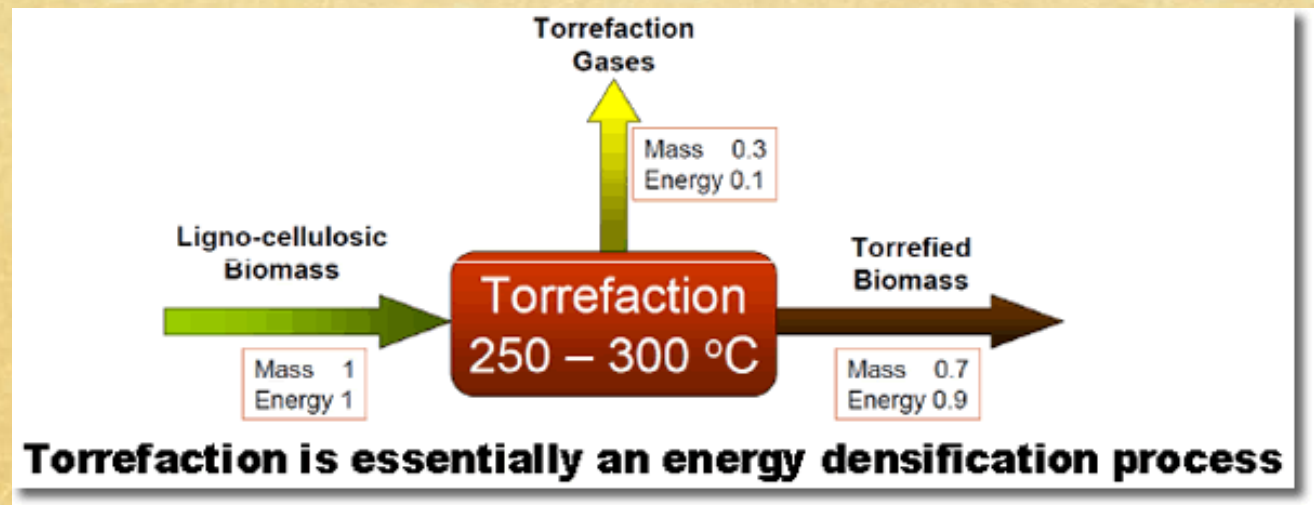 Torrefaction
Gases
Mass 0.3
Energy 0.1
Ligno-cellulosic
Biomass
Mass 1
Energy 1
Torrefaction
250 – 300 ºC
Torrefied
Biomass
Mass 0.7
Energy 0.9
Torrefaction is essentially an energy densification process